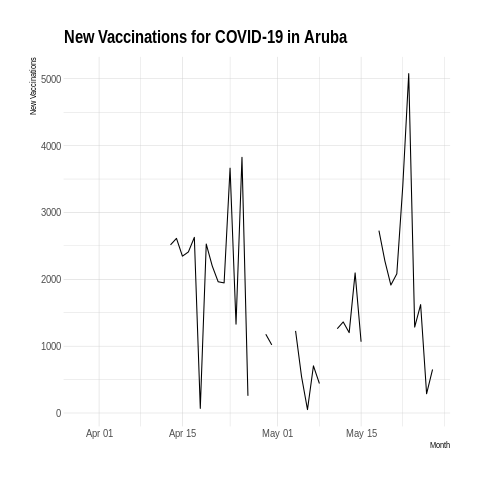 New Vaccinations for COVID-19 in Aruba
New Vaccinations
5000
4000
3000
2000
1000
0
Apr 01
Apr 15
May 01
May 15
Month